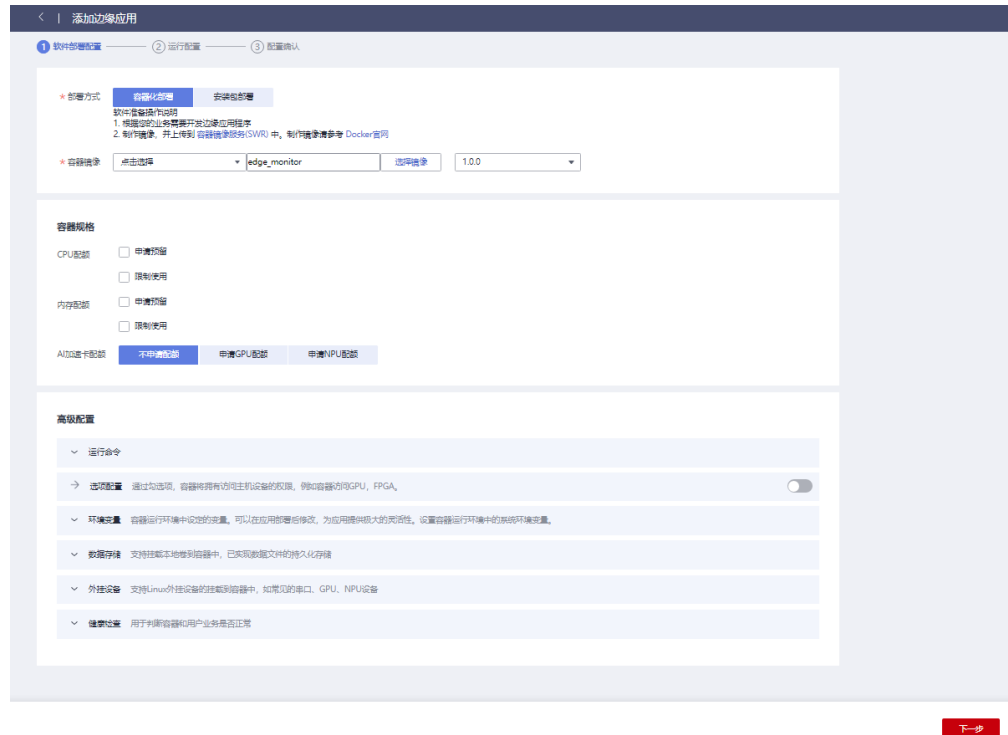 添加边缘应用
1 软件部署配置 2 运行配置 3 配置确认
* 部署方式 容器化部署 安装包部署
软件准备操作说明
1. 根据您的业务需要开发边缘应用程序
2. 制作镜像，并上传到 容器镜像服务(SWR) 中。制作镜像请参考 Docker官网
* 容器镜像 点击选择 edge_monitor 选择镜像 1.0.0
容器规格
CPU配额 申请预留
限制使用
内存配额 申请预留
限制使用
AI加速卡配额 不申请配额 申请GPU配额 申请NPU配额
高级配置
运行命令
选项配置 通过勾选项，容器将拥有访问主机设备的权限，例如容器访问GPU，FPGA。
环境变量 容器运行环境中设定的变量。可以在应用部署后修改，为应用提供极大的灵活性。设置容器运行环境中的系统环境变量。
数据存储 支持挂载本地卷到容器中，已实现数据文件的持久化存储
外挂设备 支持Linux外挂设备的挂载到容器中，如常见的串口、GPU、NPU设备
健康检查 用于判断容器和用户业务是否正常
下一步